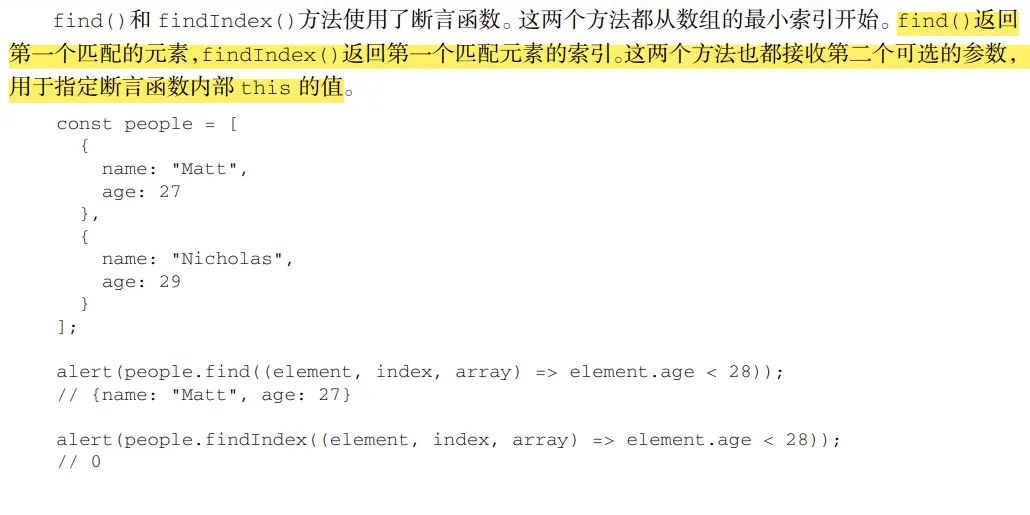 find()和 findIndex()方法使用了断言函数。这两个方法都从数组的最小索引开始。find()返回
第一个匹配的元素,findIndex()返回第一个匹配元素的索引。这两个方法也都接收第二个可选的参数,
用于指定断言函数内部 this 的值。
const people = [
  {
    name: "Matt",
    age: 27
  },
  {
    name: "Nicholas",
    age: 29
  }
];
alert(people.find((element, index, array) => element.age < 28));
// {name: "Matt", age: 27}
alert(people.findIndex((element, index, array) => element.age < 28));
// 0